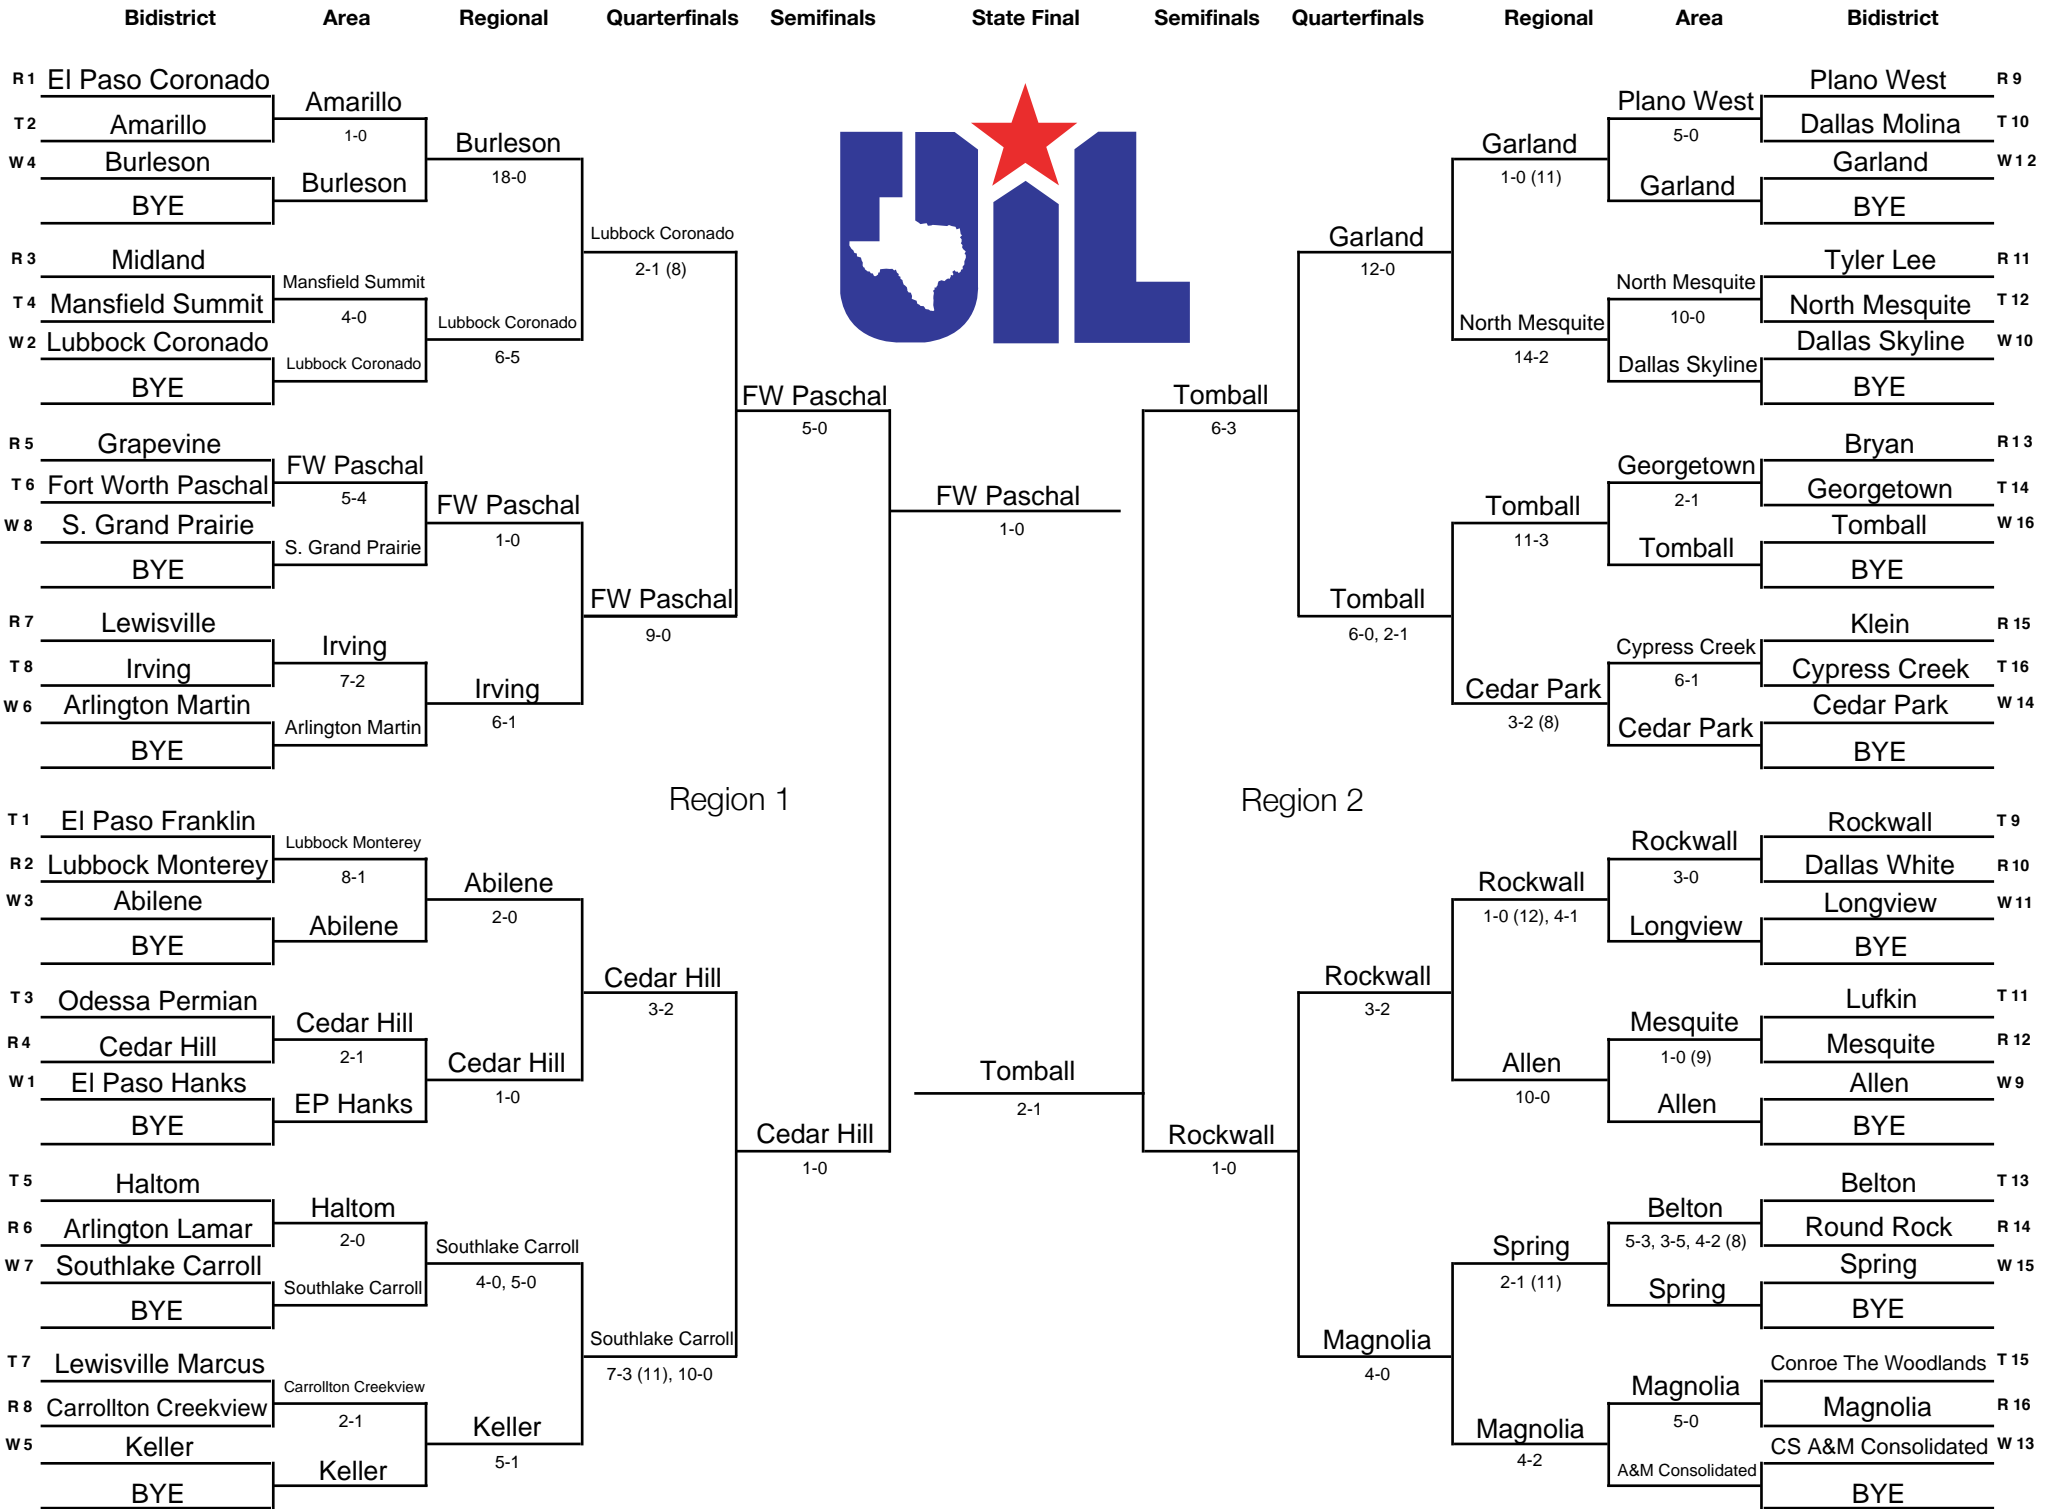 Bidistrict Area Regional Quarterfinals Semifinals State Final Semifinals Quarterfinals Regional Area Bidistrict
R 1 El Paso Coronado
T 2 Amarillo
W 4 Burleson
BYE
R 3 Midland
T 4 Mansfield Summit
W 2 Lubbock Coronado
BYE
R 5 Grapevine
T 6 Fort Worth Paschal
W 8 S. Grand Prairie
BYE
R 7 Lewisville
T 8 Irving
W 6 Arlington Martin
BYE
T 1 El Paso Franklin
R 2 Lubbock Monterey
W 3 Abilene
BYE
T 3 Odessa Permian
R 4 Cedar Hill
W 1 El Paso Hanks
BYE
T 5 Haltom
R 6 Arlington Lamar
W 7 Southlake Carroll
BYE
T 7 Lewisville Marcus
R 8 Carrollton Creekview
W 5 Keller
BYE
Amarillo
1-0
Burleson
Mansfield Summit
4-0
Lubbock Coronado
FW Paschal
5-4
S. Grand Prairie
Irving
7-2
Arlington Martin
Lubbock Monterey
8-1
Abilene
Cedar Hill
2-1
EP Hanks
Haltom
2-0
Southlake Carroll
Carrollton Creekview
2-1
Keller
Burleson
18-0
Lubbock Coronado
6-5
FW Paschal
1-0
Irving
6-1
Abilene
2-0
Cedar Hill
1-0
Southlake Carroll
4-0, 5-0
Keller
5-1
Lubbock Coronado
2-1 (8)
FW Paschal
9-0
Region 1
Cedar Hill
3-2
Southlake Carroll
7-3 (11), 10-0
FW Paschal
5-0
Cedar Hill
1-0
UIL
FW Paschal
1-0
Tomball
2-1
Tomball
6-3
Rockwall
1-0
Garland
12-0
Tomball
6-0, 2-1
Region 2
Rockwall
3-2
Magnolia
4-0
Garland
1-0 (11)
North Mesquite
14-2
Tomball
11-3
Cedar Park
3-2 (8)
Rockwall
1-0 (12), 4-1
Allen
10-0
Spring
2-1 (11)
Magnolia
4-2
Plano West
5-0
Garland
North Mesquite
10-0
Dallas Skyline
Georgetown
2-1
Tomball
Cypress Creek
6-1
Cedar Park
Rockwall
3-0
Longview
Mesquite
1-0 (9)
Allen
Belton
5-3, 3-5, 4-2 (8)
Spring
Magnolia
5-0
A&M Consolidated
Plano West R 9
Dallas Molina T 10
Garland W 1 2
BYE
Tyler Lee R 11
North Mesquite T 12
Dallas Skyline W 10
BYE
Bryan R 1 3
Georgetown T 14
Tomball W 16
BYE
Klein R 15
Cypress Creek T 16
Cedar Park W 14
BYE
Rockwall T 9
Dallas White R 10
Longview W 11
BYE
Lufkin T 11
Mesquite R 12
Allen W 9
BYE
Belton T 13
Round Rock R 14
Spring W 15
BYE
Conroe The Woodlands T 15
Magnolia R 16
CS A&M Consolidated W 13
BYE